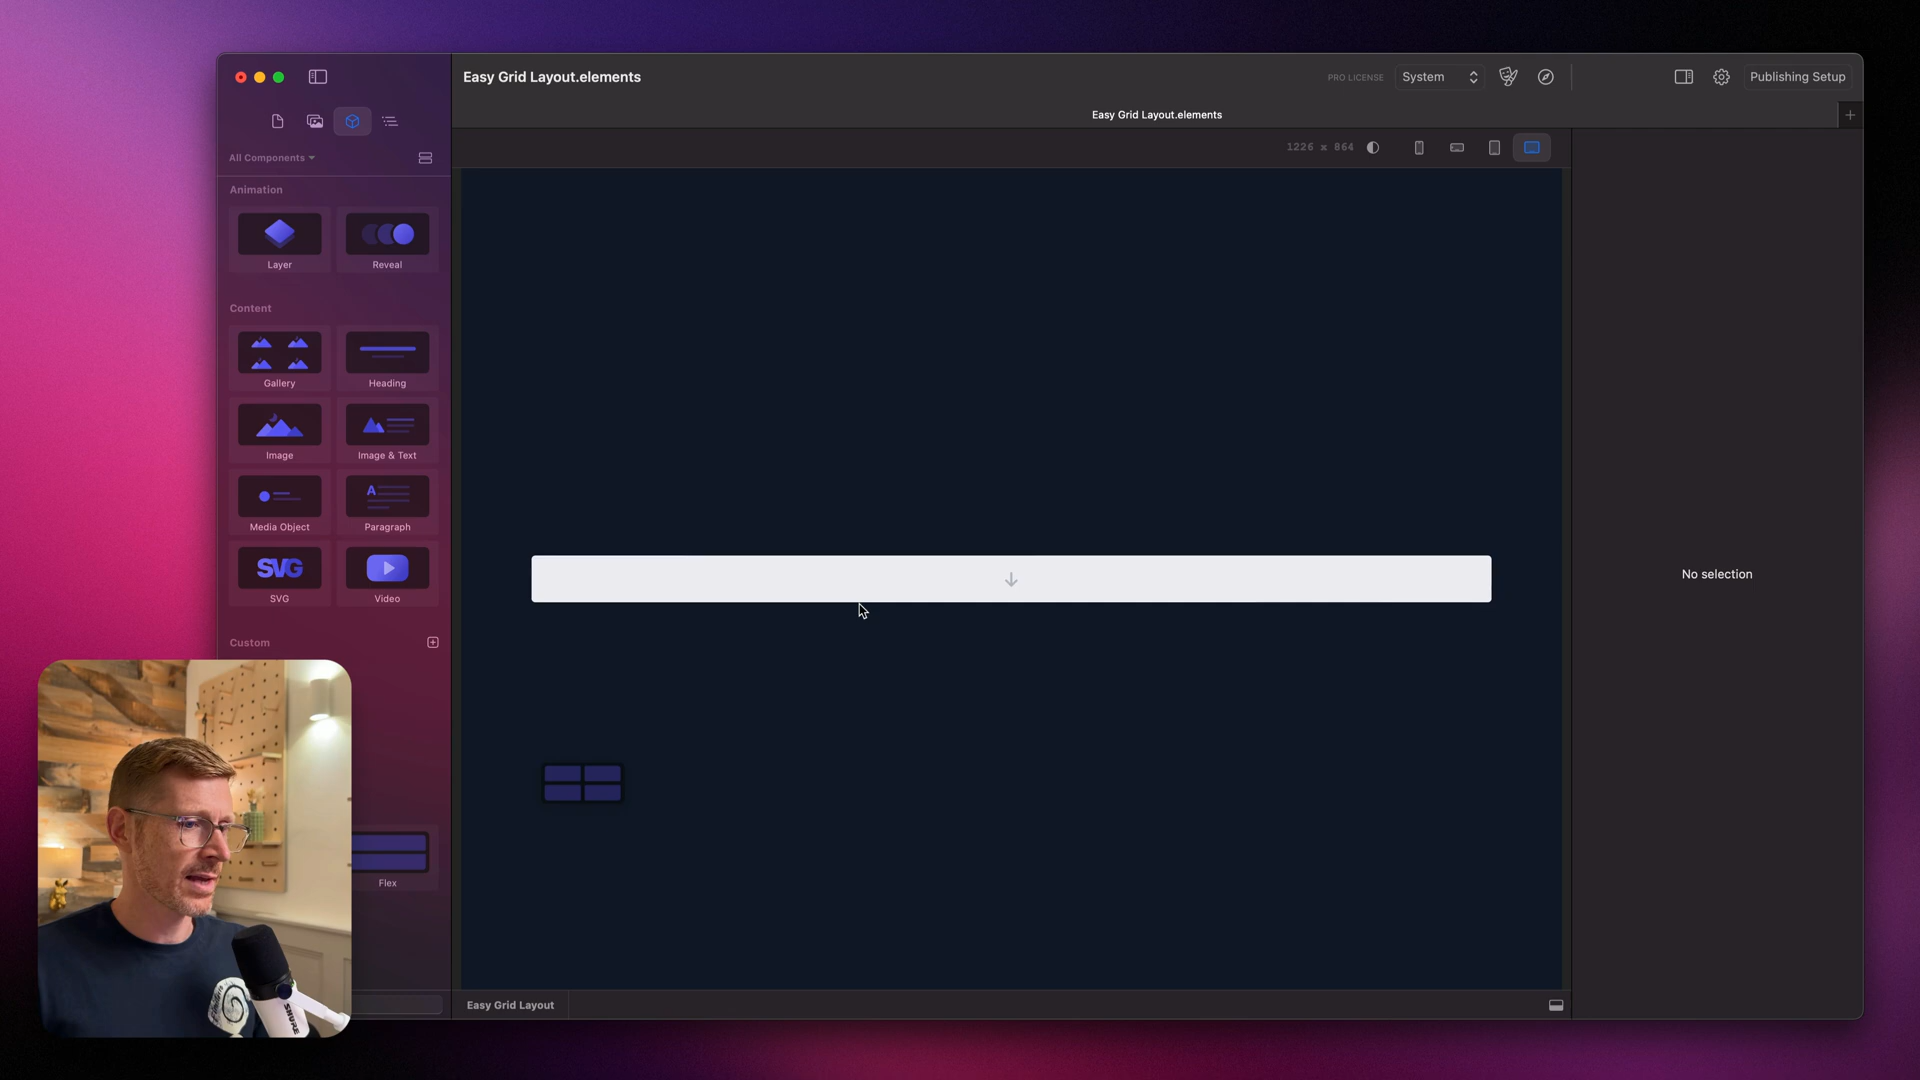 Easy Grid Layout.elements
PRO LICENSE
System
Publishing Setup
Easy Grid Layout.elements
All Components
1226 x 864
Animation
Layer
Reveal
Content
Gallery
Heading
Image
Image & Text
Media Object
A
Paragraph
SVG
SVG
Video
No selection
Custom
Flex
SHURE
Easy Grid Layout